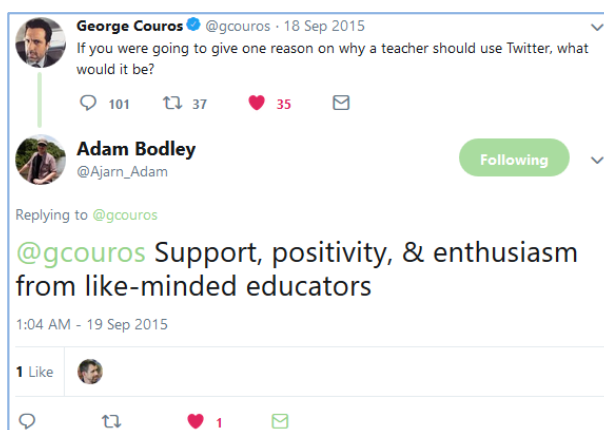 George Couros @gcouros · 18 Sep 2015
If you were going to give one reason on why a teacher should use Twitter, what
would it be?
101 37 35
Adam Bodley
@Ajarn_Adam
Following
Replying to @gcouros
@gcouros Support, positivity, & enthusiasm
from like-minded educators
1:04 AM - 19 Sep 2015
1 Like
1